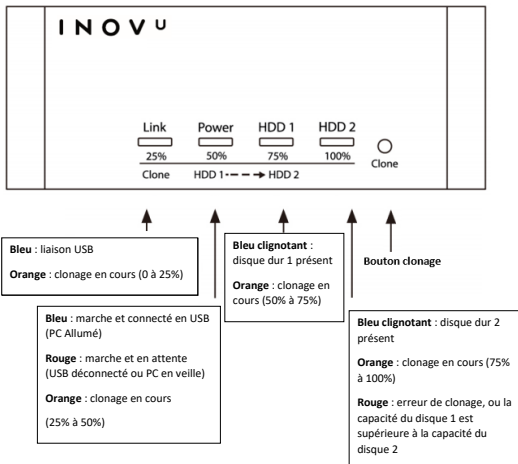 INOVU
Link Power HDD 1 HDD 2
25% 50% 75% 100%
Clone HDD 1 HDD 2
Clone
Bleu : liaison USB
Orange : clonage en cours (0 à 25%)
Bleu : marche et connecté en USB
(PC Allumé)
Rouge : marche et en attente
(USB déconnecté ou PC en veille)
Orange : clonage en cours
(25% à 50%)
Bleu clignotant :
disque dur 1 présent
Orange : clonage en
cours (50% à 75%)
Bouton clonage
Bleu clignotant : disque dur 2
présent
Orange : clonage en cours (75%
à 100%)
Rouge : erreur de clonage, ou la
capacité du disque 1 est
supérieure à la capacité du
disque 2